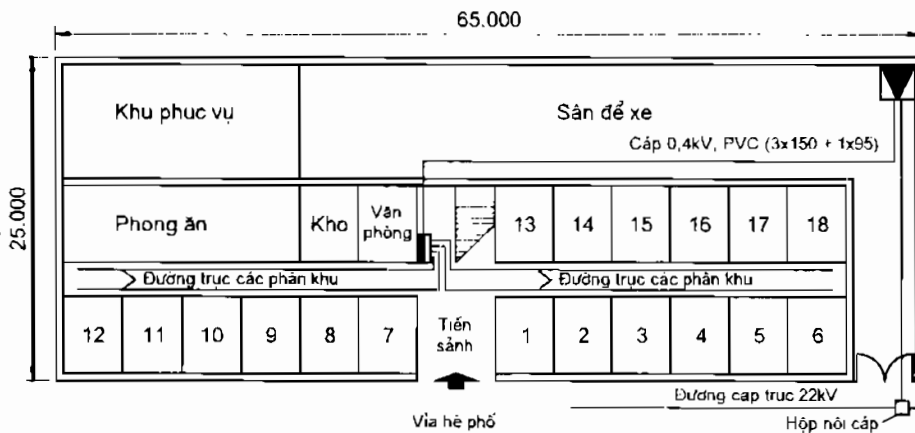 65.000
25.000
Khu phuc vụ
Sân để xe
Cáp 0,4kV, PVC (3x150 + 1x95)
Phong ăn
Kho
Văn
phòng
13 14 15 16 17 18
Đường trục các phân khu
Đường trục các phân khu
12 11 10 9 8 7
Tiền
sảnh
1 2 3 4 5 6
Đương cap truc 22kV
Vỉa hè phố
Hộp nôi cáp